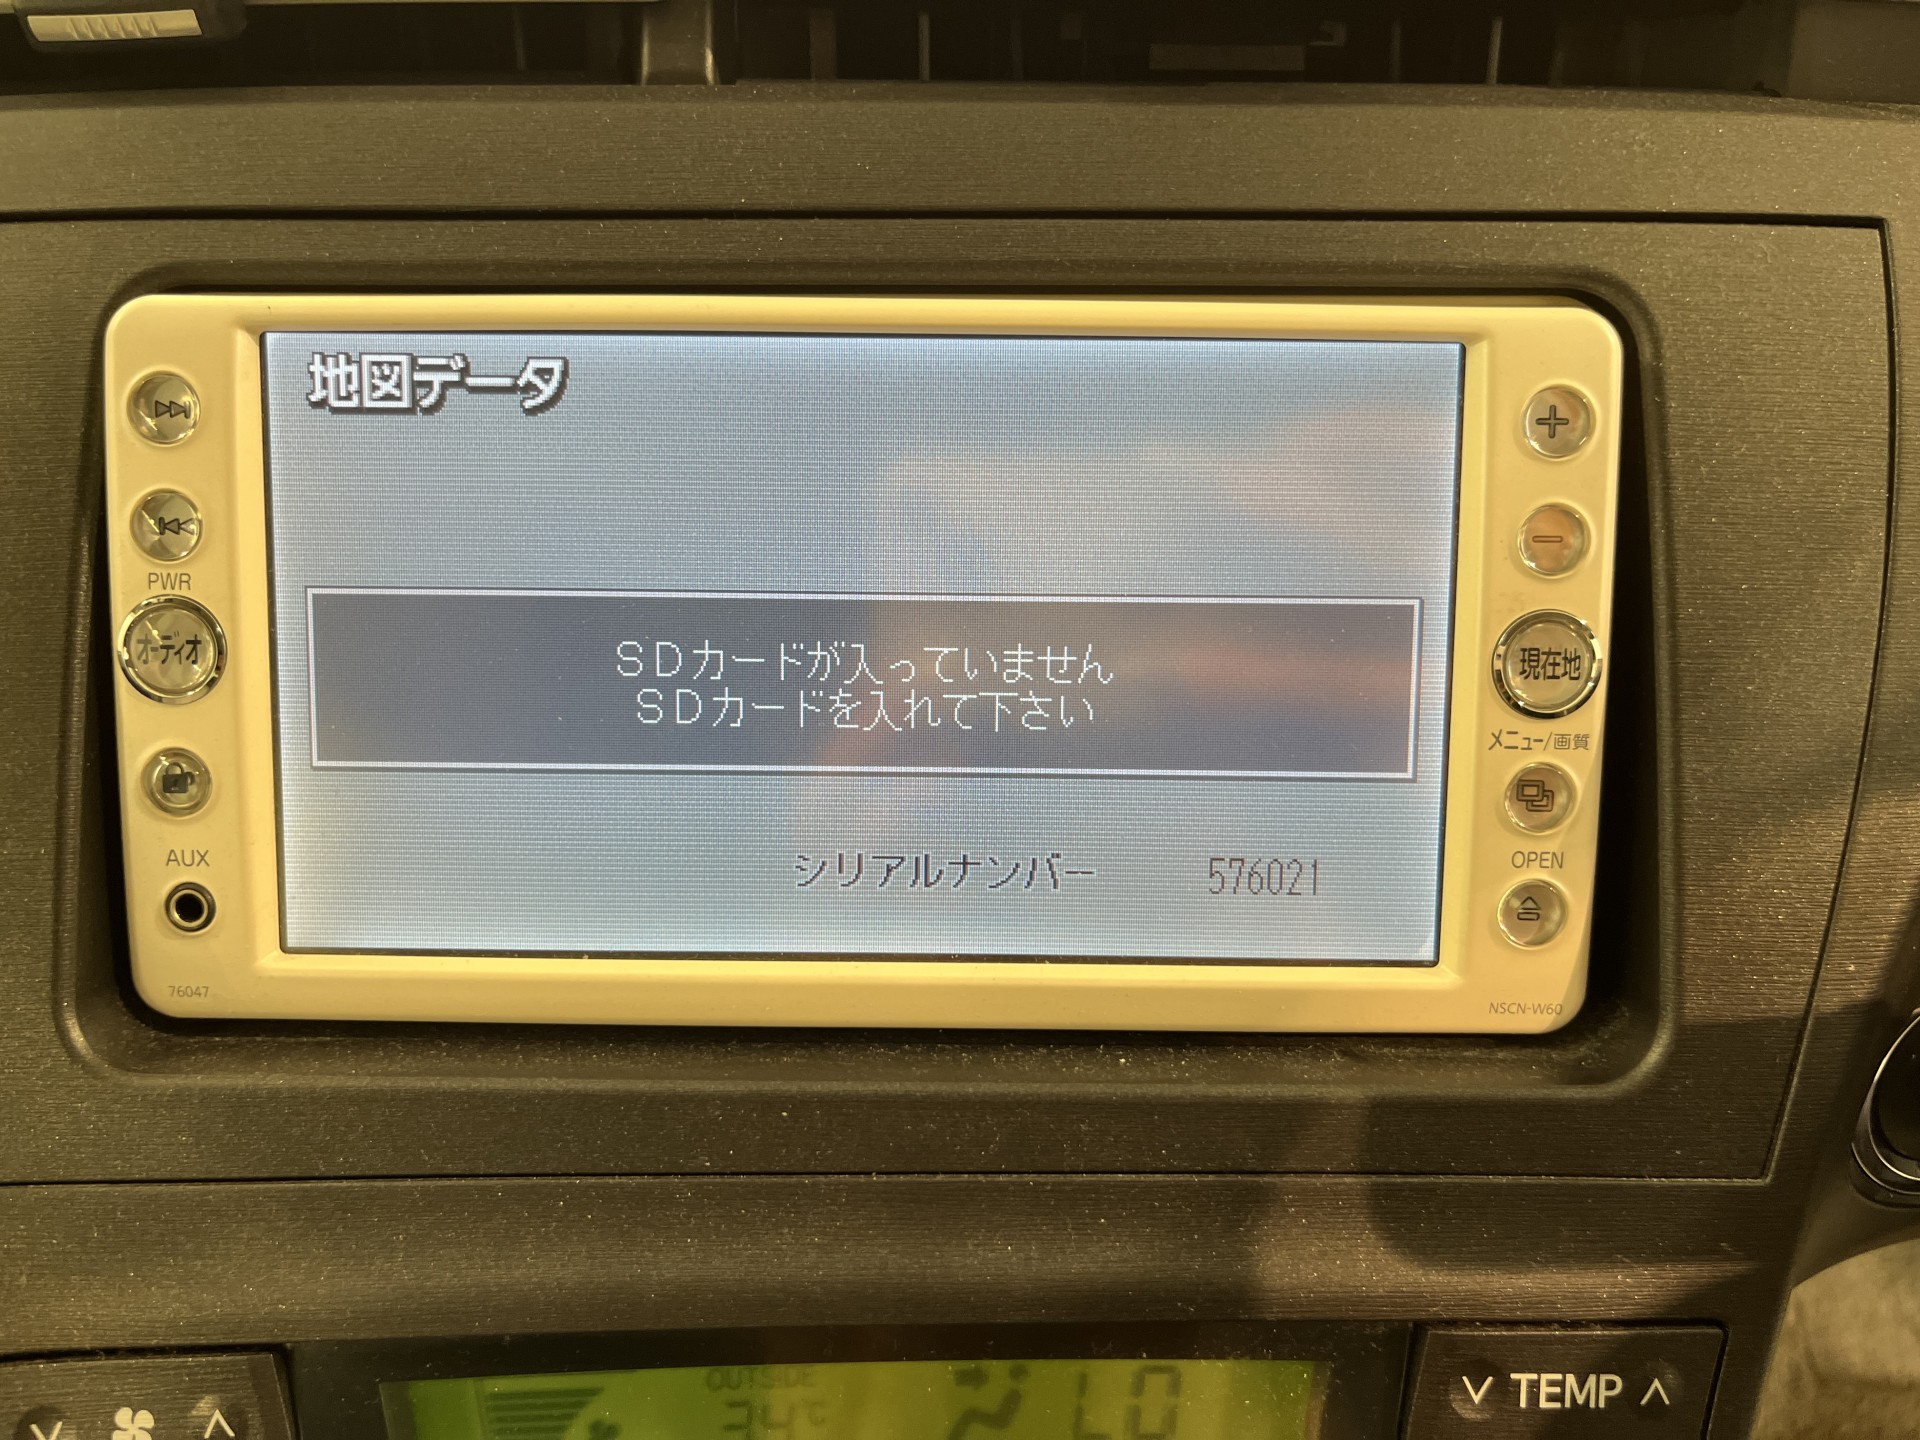 地図データ
PWR
オーディオ
SDカードが入っていません
SDカードを入れて下さい
現在地
メニュー/画質
AUX
シリアルナンバー 576021
OPEN
76047
NSCN-W60
OUTSIDE
TEMP